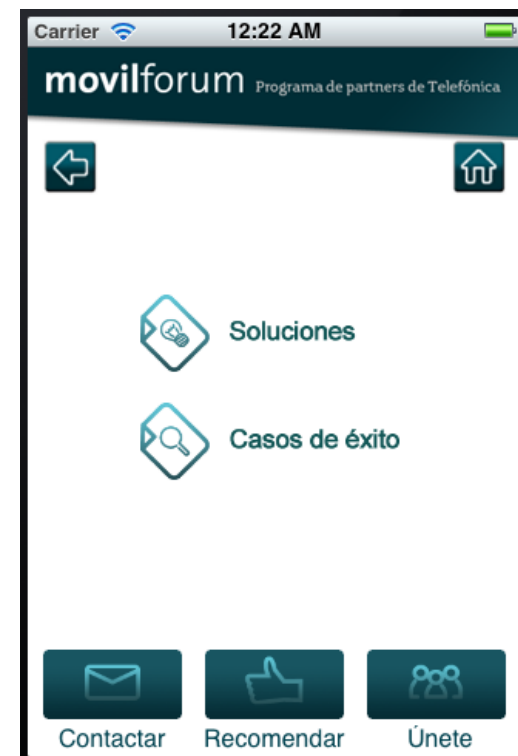 Carrier 12:22 AM
movilforum Programa de partners de Telefónica
Soluciones
Casos de éxito
Contactar Recomendar Únete